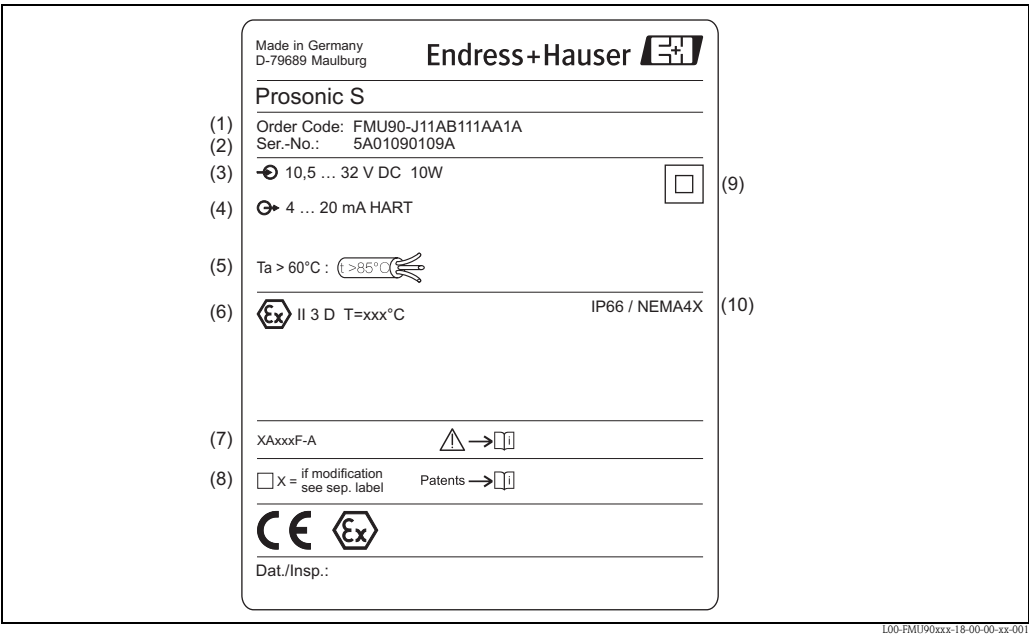 Made in Germany
D-79689 Maulburg
Endress+Hauser
Prosonic S
(1) Order Code: FMU90-J11AB111AA1A
(2) Ser.-No.: 5A01090109A
(3) 10,5 … 32 V DC 10W
(9)
(4) 4 … 20 mA HART
(5) Ta > 60°C : t >85°C
(6) Ex II 3 D T=xxx°C IP66 / NEMA4X (10)
(7) XAxxxF-A i
(8) X = if modification
see sep. label
Patents i
CE Ex
Dat./Insp.:
L00-FMU90xxx-18-00-00-xx-001